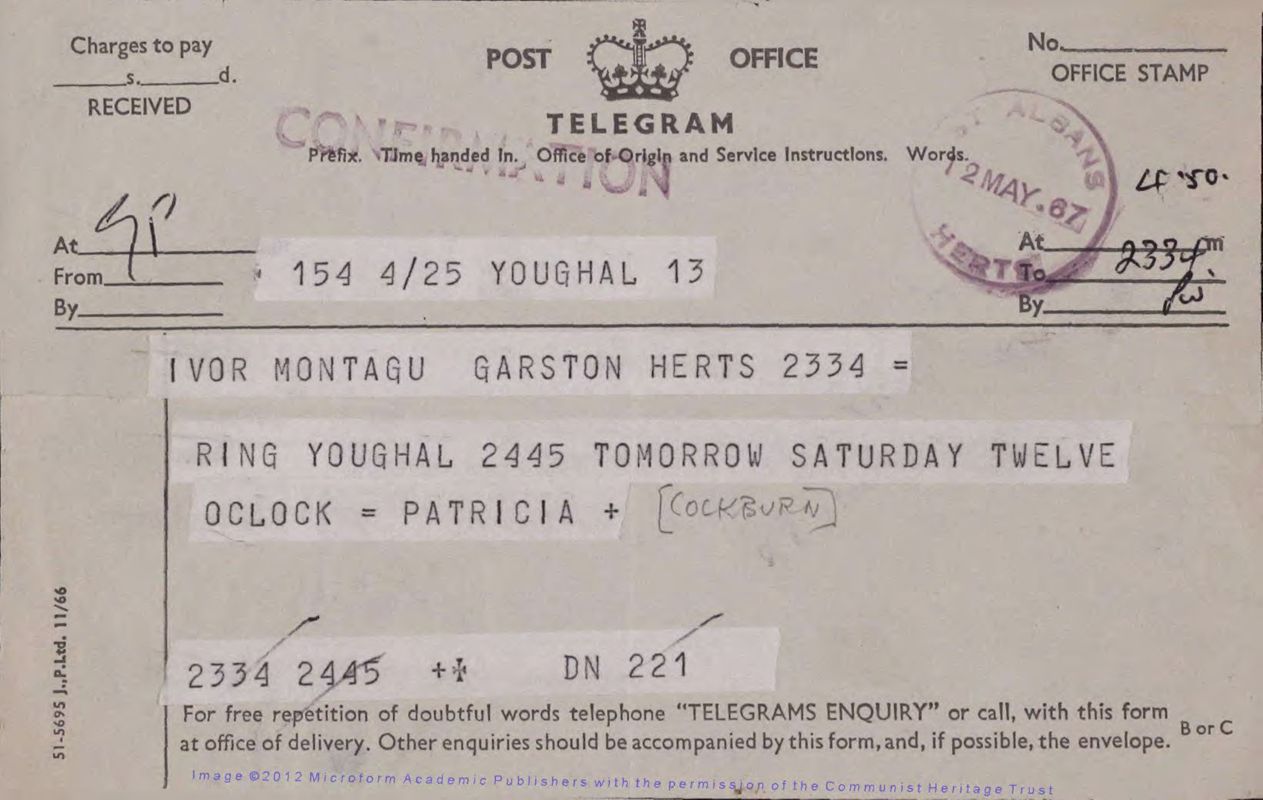 Charges to pay
s. d.
RECEIVED
POST OFFICE
TELEGRAM
CONFIRMATION
Prefix. Time handed In. Office of Origin and Service Instructions. Words.
No.
OFFICE STAMP
ST ALBANS
12 MAY.67
HERTS
4.50.
At
From
By
154 4/25 YOUGHAL 13
At m
To 2334
By
IVOR MONTAGU GARSTON HERTS 2334 =
RING YOUGHAL 2445 TOMORROW SATURDAY TWELVE
OCLOCK = PATRICIA + [COCKBURN]
2334 2445 ++ DN 221
For free repetition of doubtful words telephone “TELEGRAMS ENQUIRY” or call, with this form
at office of delivery. Other enquiries should be accompanied by this form, and, if possible, the envelope.
B or C
51-5695 J.,P.Ltd. 11/66
Image ©2012 Microform Academic Publishers with the permission of the Communist Heritage Trust